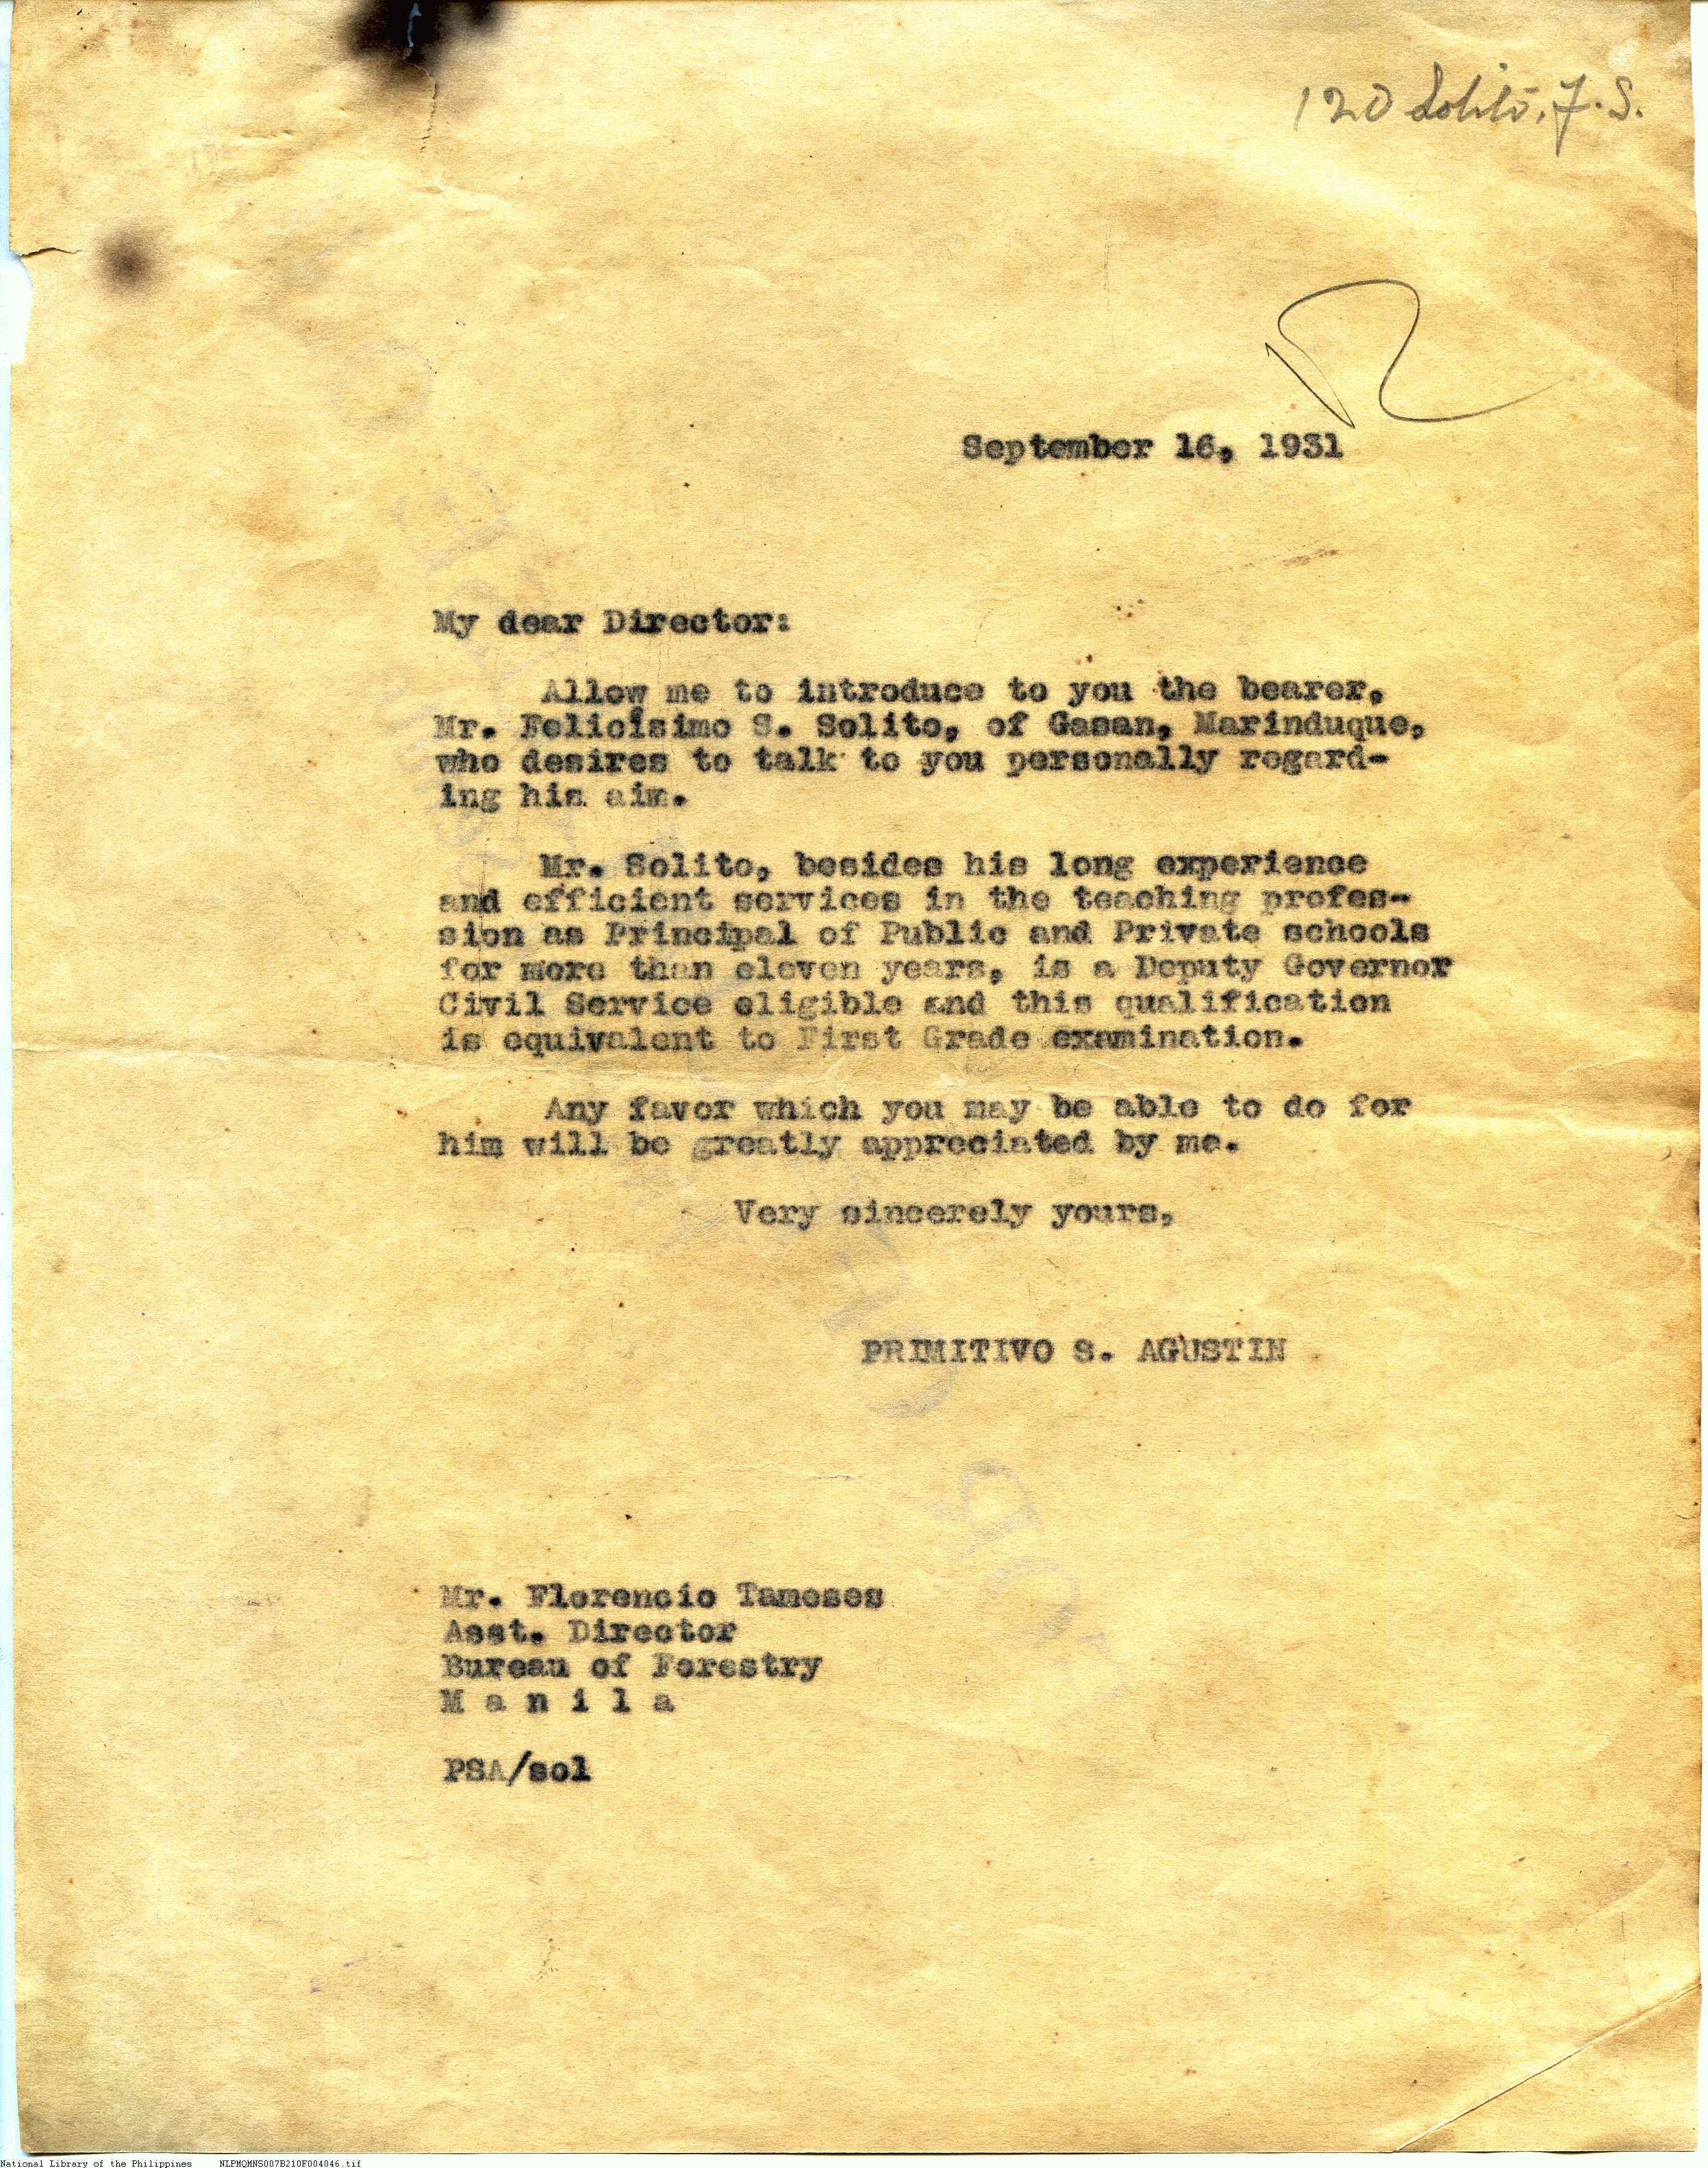 120 Solito, F. S.
R
September 16, 1931
My dear Director:
Allow me to introduce to you the bearer,
Mr. Felicísimo S. Solito, of Gasan, Marinduque,
who desires to talk to you personally regard-
ing his aim.
Mr. Solito, besides his long experience
and efficient services in the teaching profes-
sion as Principal of Public and Private schools
for more than eleven years, is a Deputy Governor
Civil Service eligible and this qualification
is equivalent to First Grade examination.
Any favor which you may be able to do for
him will be greatly appreciated by me.
Very sincerely yours,
PRIMITIVO S. AGUSTIN
Mr. Florencio Tameses
Asst. Director
Bureau of Forestry
M a n i l a
PSA/sol
National Library of the Philippines NLPMQMNS007B210F004046.tif